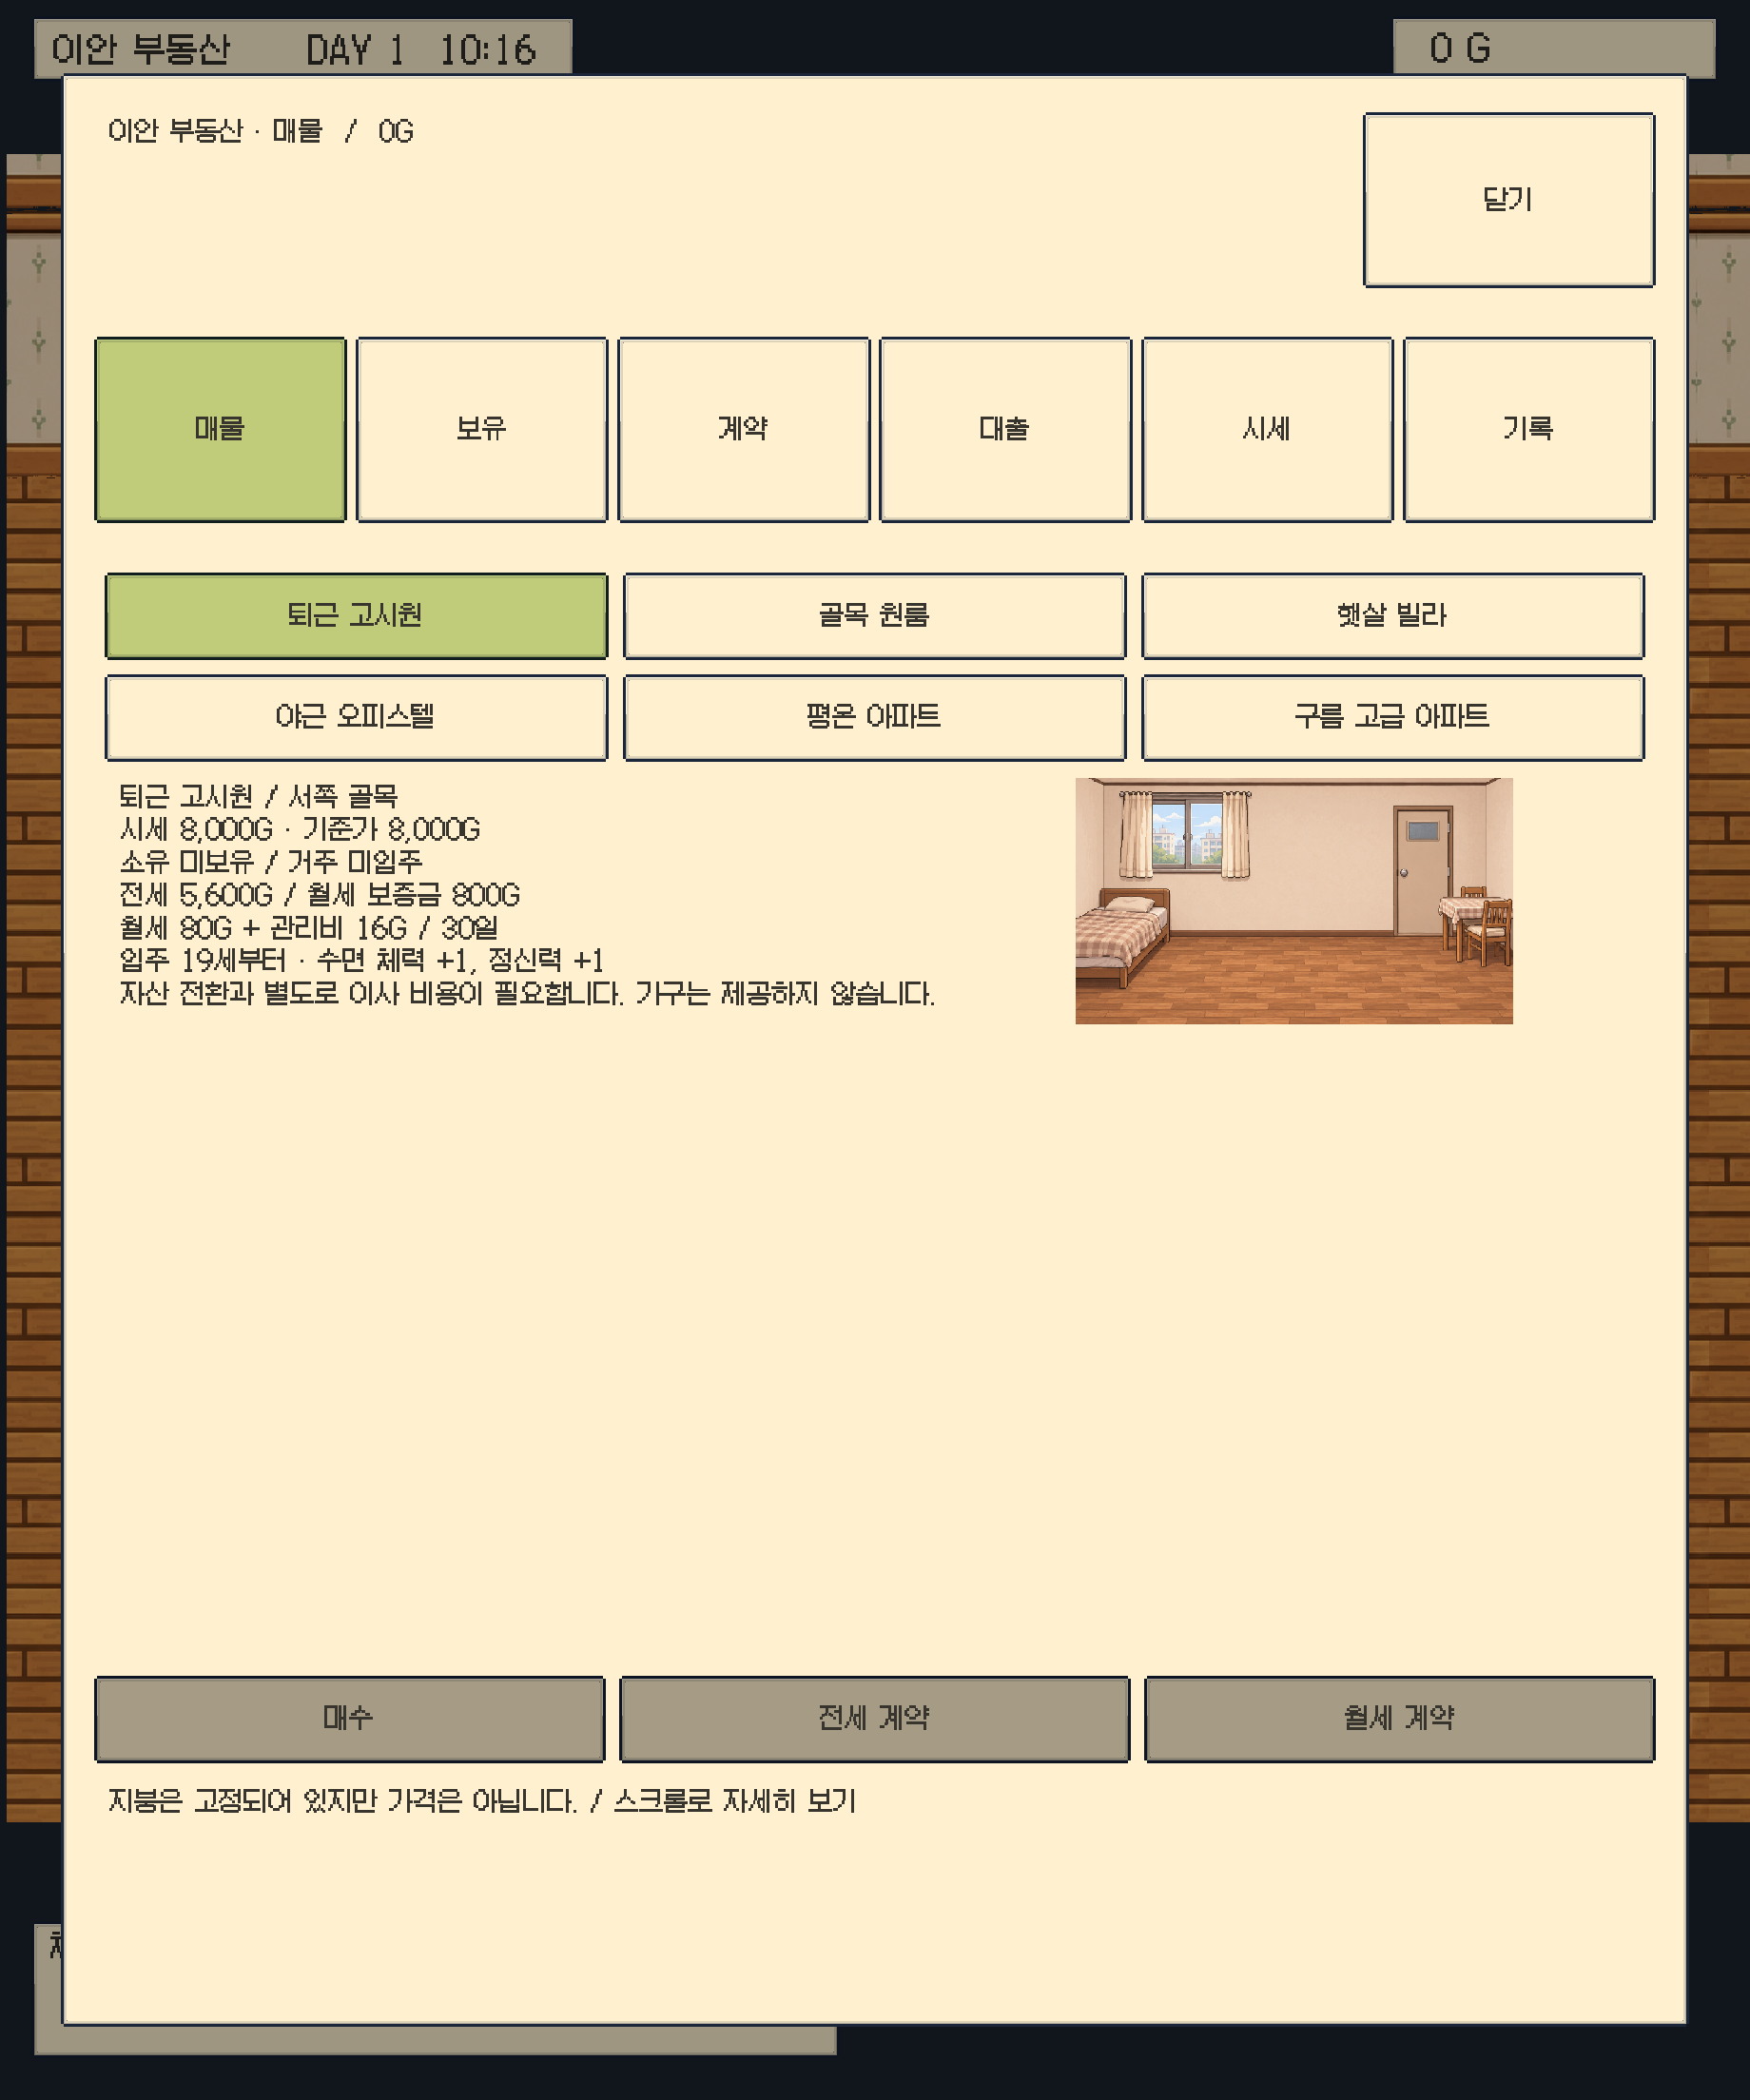 이안 부동산 DAY 1 10:16
0 G
이안 부동산 · 매물 / 0G
닫기
매물
보유
계약
대출
시세
기록
퇴근 고시원
골목 원룸
햇살 빌라
야근 오피스텔
평온 아파트
구름 고급 아파트
퇴근 고시원 / 서쪽 골목
시세 8,000G · 기준가 8,000G
소유 미보유 / 거주 미입주
전세 5,600G / 월세 보증금 800G
월세 80G + 관리비 16G / 30일
입주 19세부터 · 수면 체력 +1, 정신력 +1
자산 전환과 별도로 이사 비용이 필요합니다. 가구는 제공하지 않습니다.
매수
전세 계약
월세 계약
지붕은 고정되어 있지만 가격은 아닙니다. / 스크롤로 자세히 보기